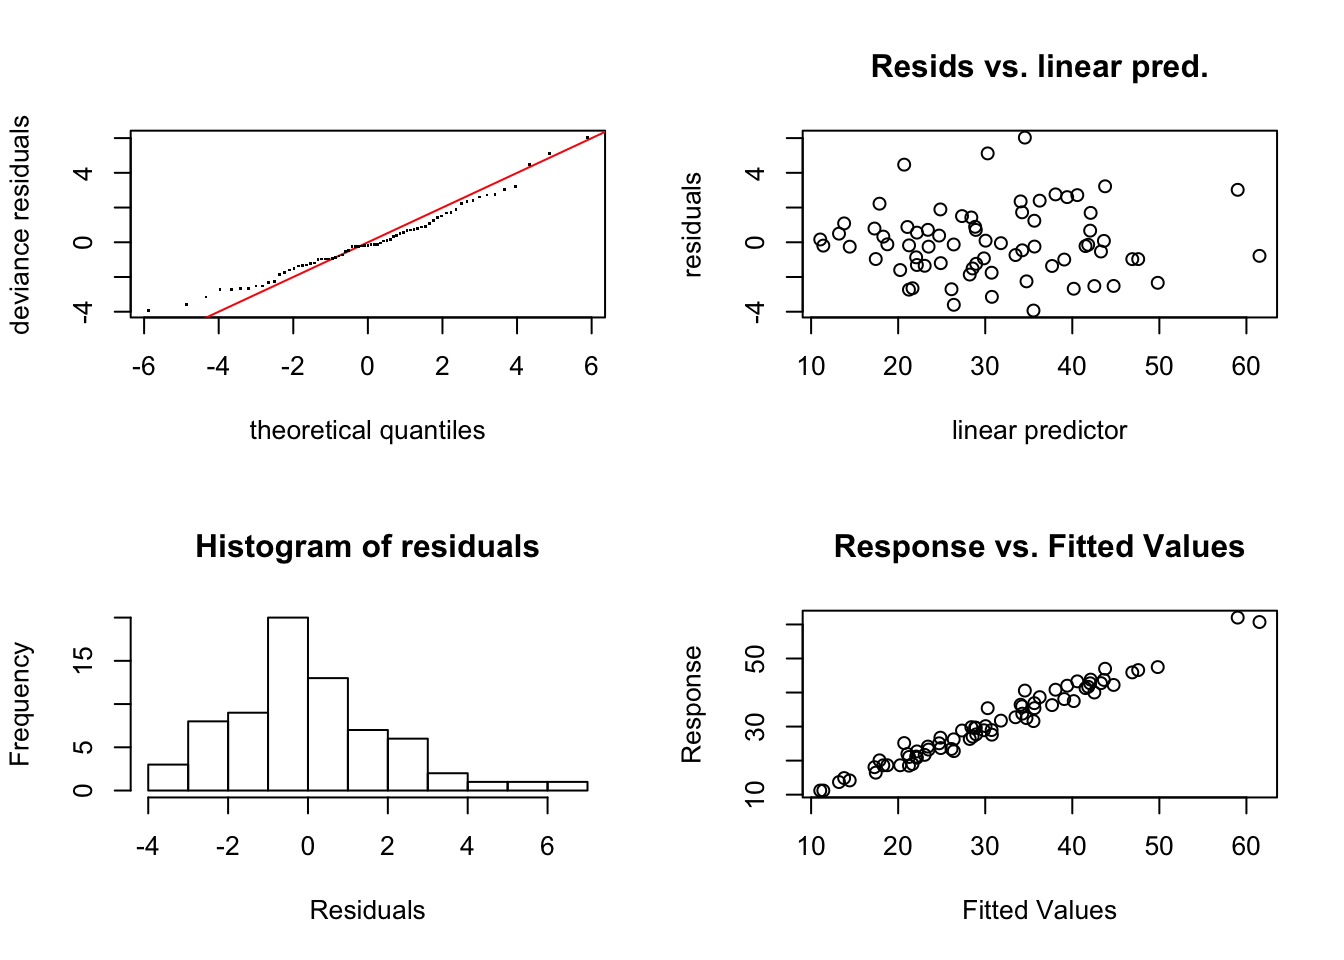 deviance residuals
4
0
-4
-6 -4 -2 0 2 4 6
theoretical quantiles
Resids vs. linear pred.
residuals
4
0
-4
10 20 30 40 50 60
linear predictor
Histogram of residuals
Frequency
15
5
0
-4 -2 0 2 4 6
Residuals
Response vs. Fitted Values
Response
50
30
10
10 20 30 40 50 60
Fitted Values